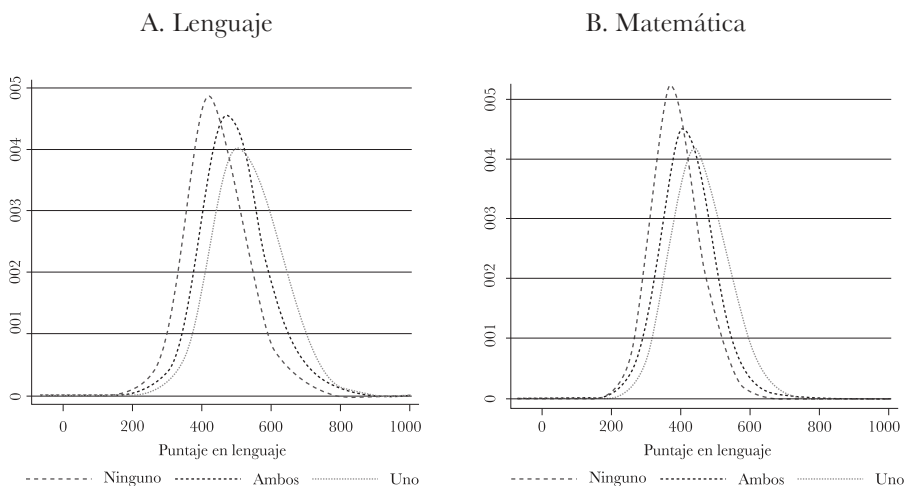 A. Lenguaje
005
004
003
002
001
0
0 200 400 600 800 1000
Puntaje en lenguaje
Ninguno Ambos Uno
B. Matemática
005
004
003
002
001
0
0 200 400 600 800 1000
Puntaje en lenguaje
Ninguno Ambos Uno